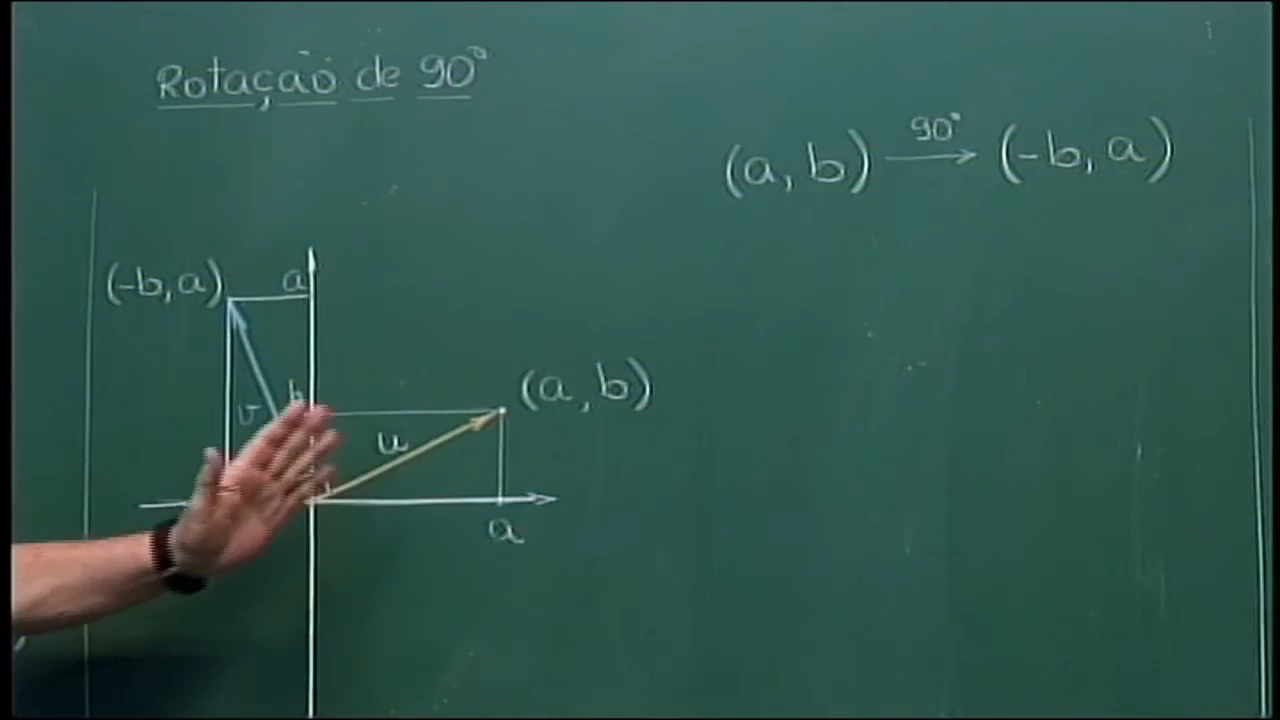 Rotação de 90°
(a, b) 90° → (-b, a)
(-b, a) a
b (a, b)
v u
a